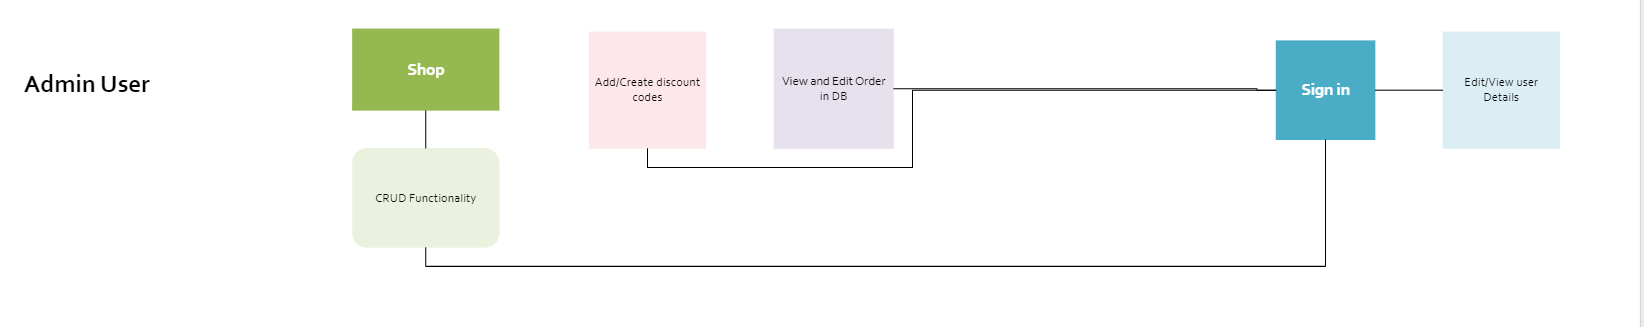 Admin User
Shop
CRUD Functionality
Add/Create discount
codes
View and Edit Order
in DB
Sign in
Edit/View user
Details